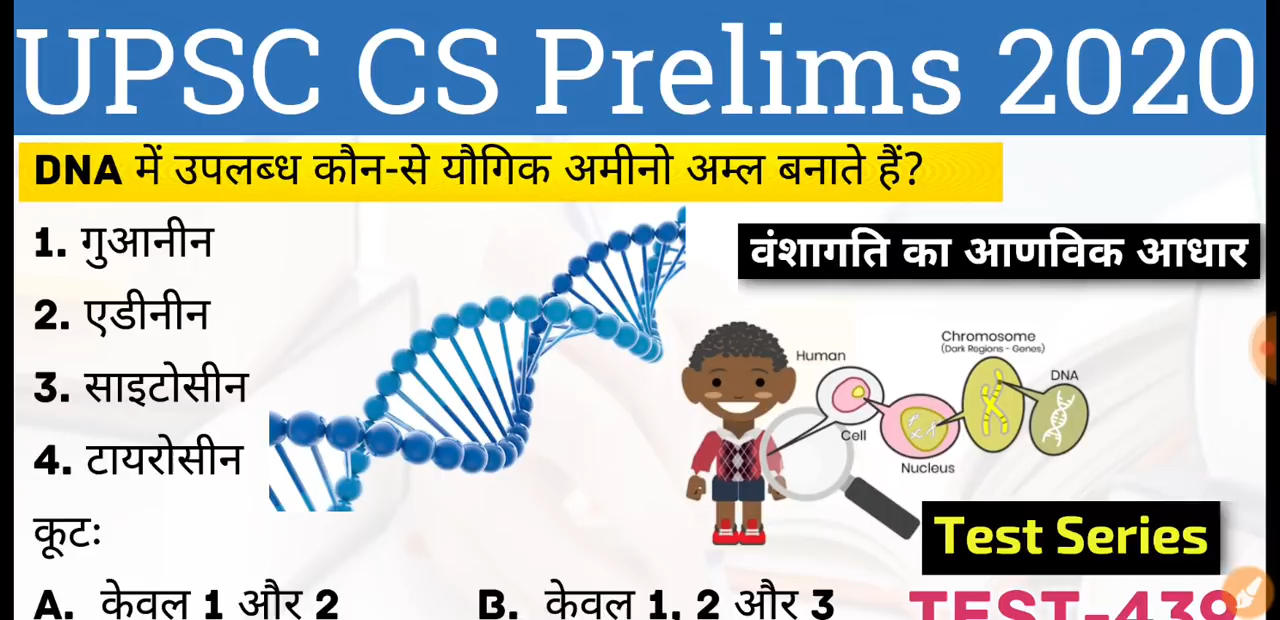 UPSC CS Prelims 2020
DNA में उपलब्ध कौन-से यौगिक अमीनो अम्ल बनाते हैं?
1. गुआनीन
2. एडीनीन
3. साइटोसीन
4. टायरोसीन
वंशागति का आणविक आधार
Human
Cell
Nucleus
Chromosome
(Dark Regions - Genes)
DNA
कूटः
Test Series
A. केवल 1 और 2
B. केवल 1, 2 और 3
TEST-439